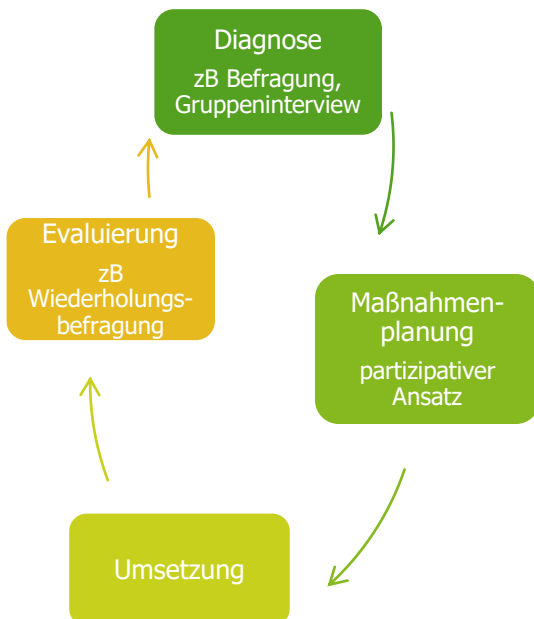 Diagnose
zB Befragung,
Gruppeninterview
Maßnahmen-
planung
partizipativer
Ansatz
Umsetzung
Evaluierung
zB
Wiederholungs-
befragung